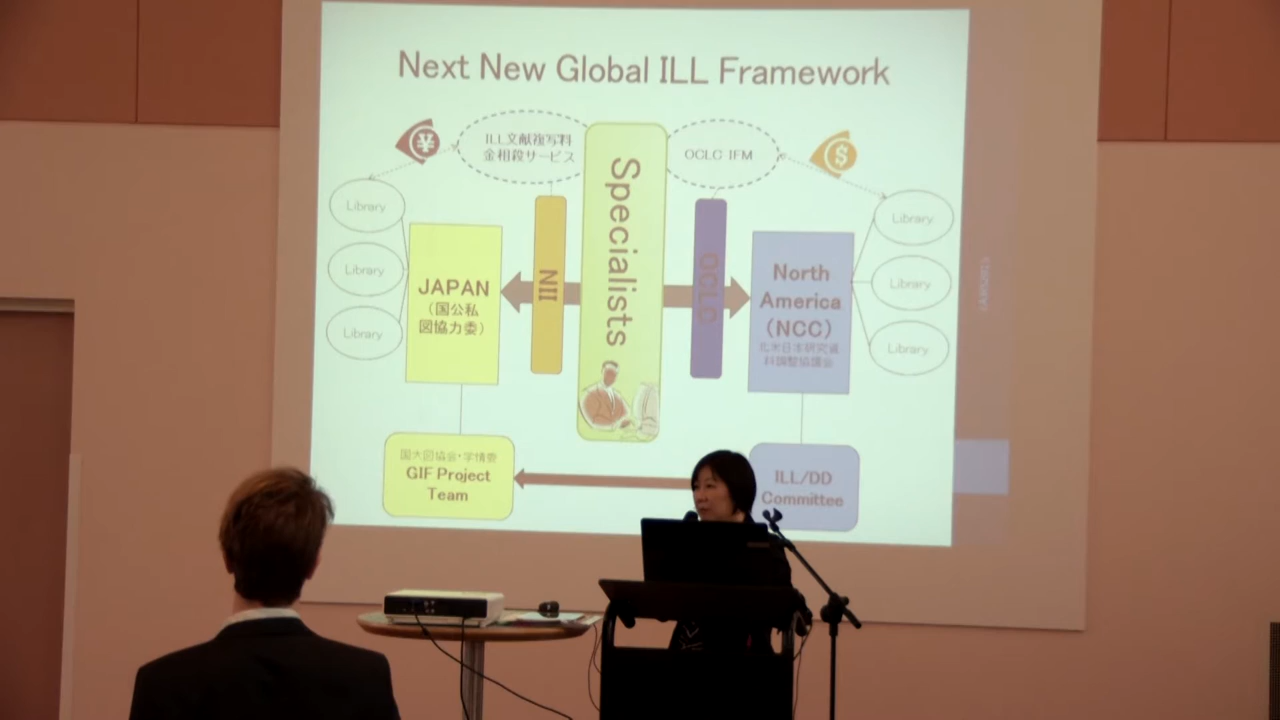 Next New Global ILL Framework
¥
ILL文献複写料
金相殺サービス
Specialists
OCLC-IFM
$
Library
Library
Library
JAPAN
(国公私
図協力委)
NII
OCLC
North
America
(NCC)
北米日本研究資
料調整協議会
Library
Library
Library
国大図協会・学情委
GIF Project
Team
ILL/DD
Committee